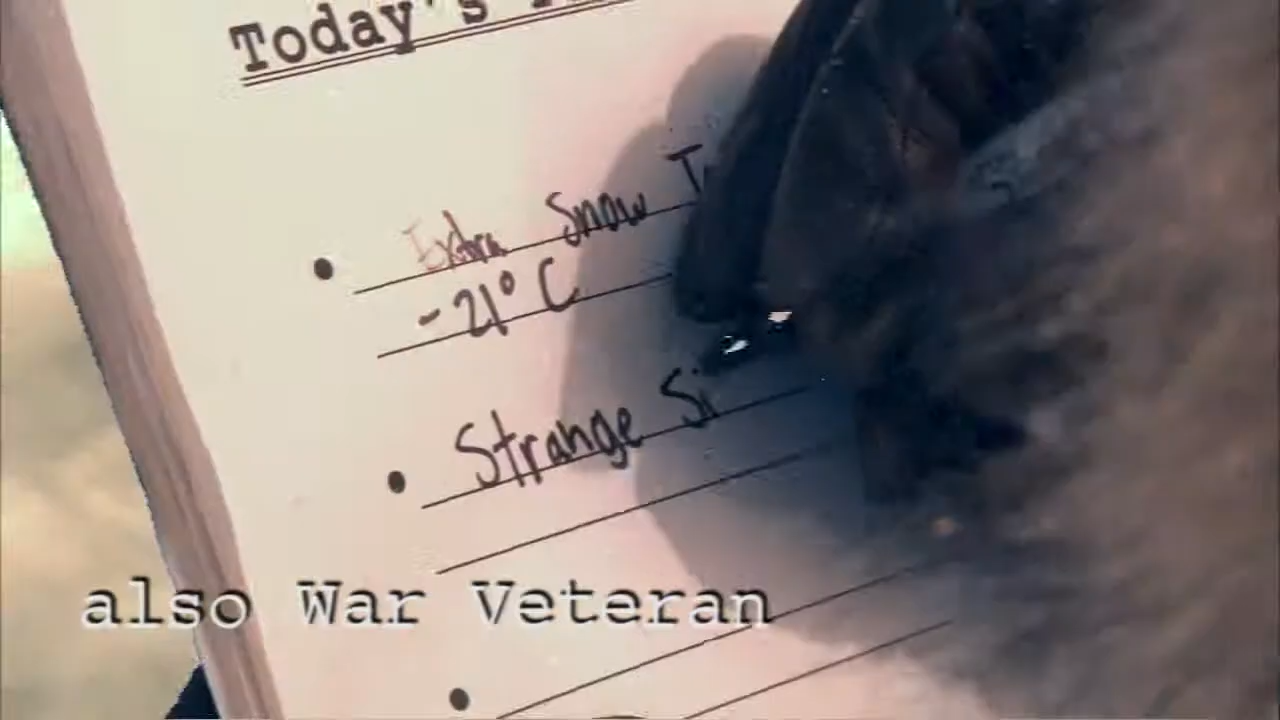 Today's
Extra Snow
-21° C
Strange
also War Veteran